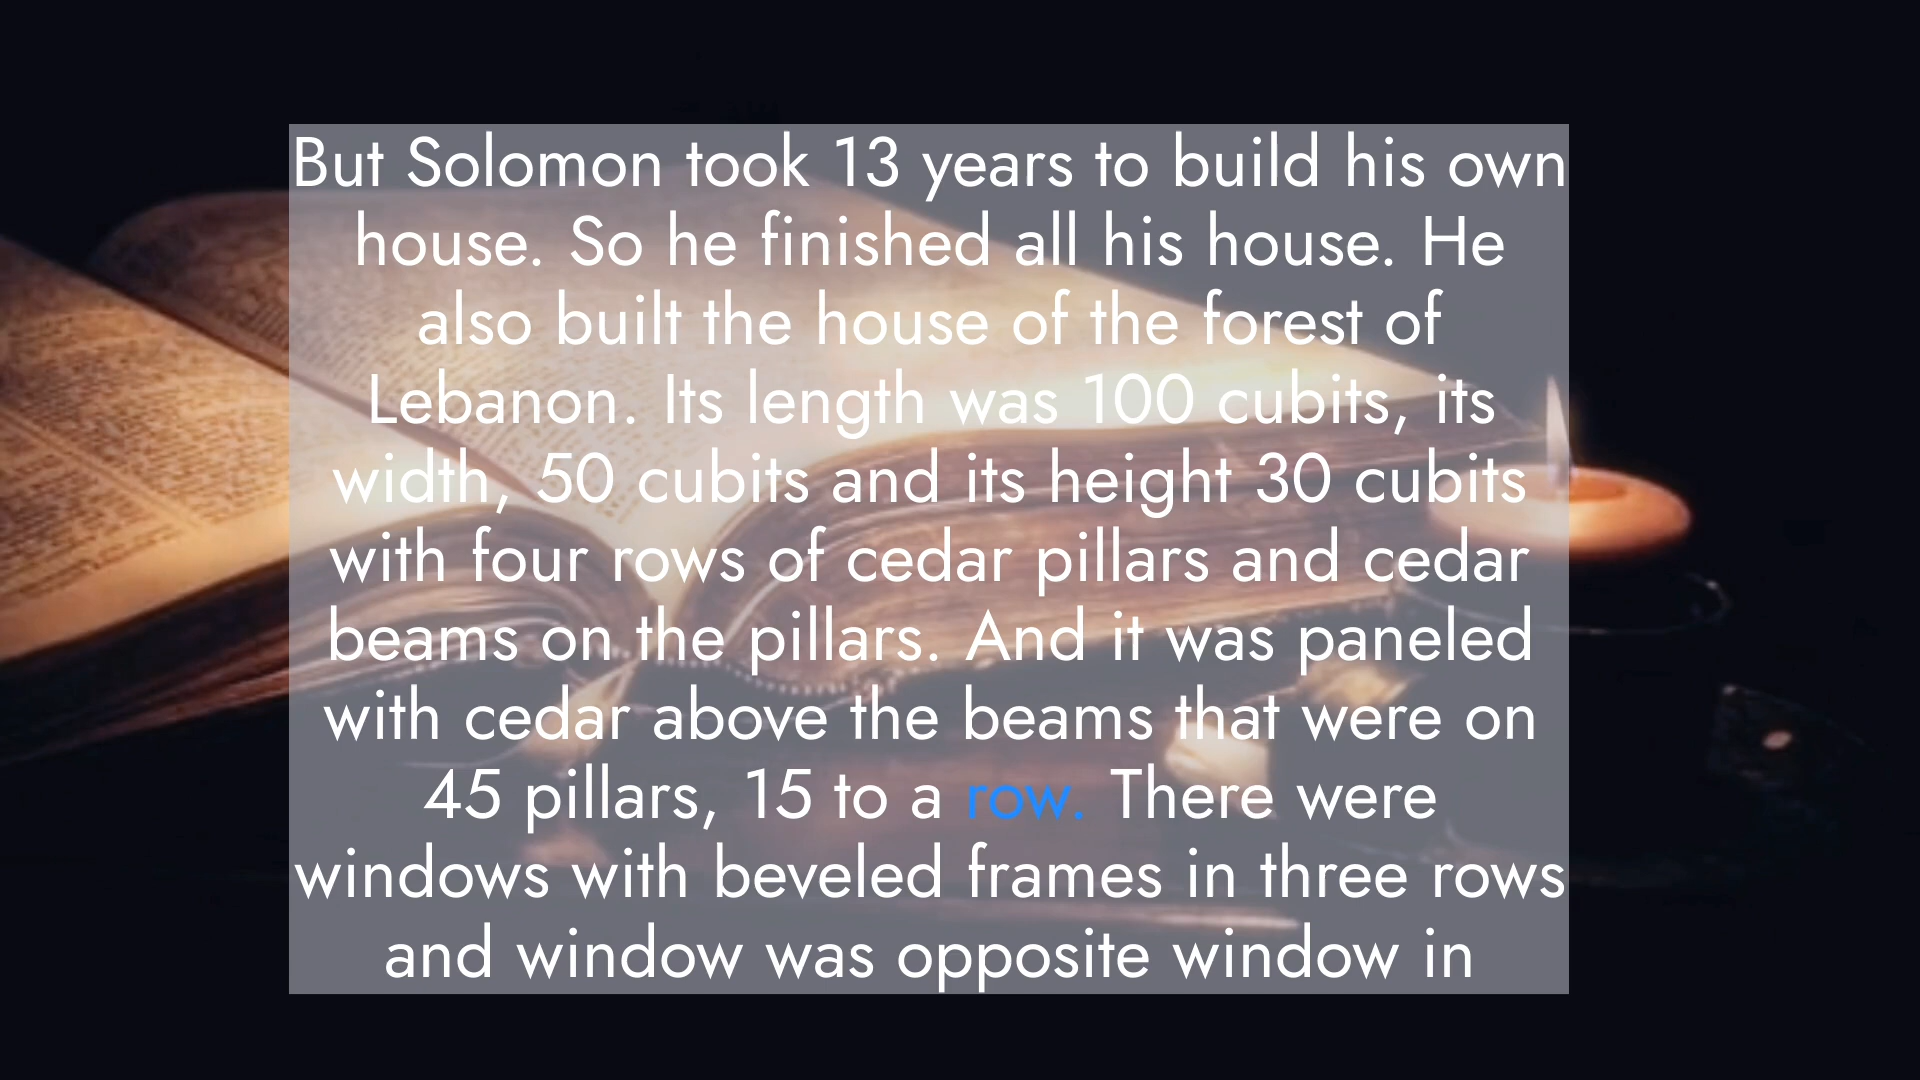 But Solomon took 13 years to build his own
house. So he finished all his house. He
also built the house of the forest of
Lebanon. Its length was 100 cubits, its
width, 50 cubits and its height 30 cubits
with four rows of cedar pillars and cedar
beams on the pillars. And it was paneled
with cedar above the beams that were on
45 pillars, 15 to a row. There were
windows with beveled frames in three rows
and window was opposite window in